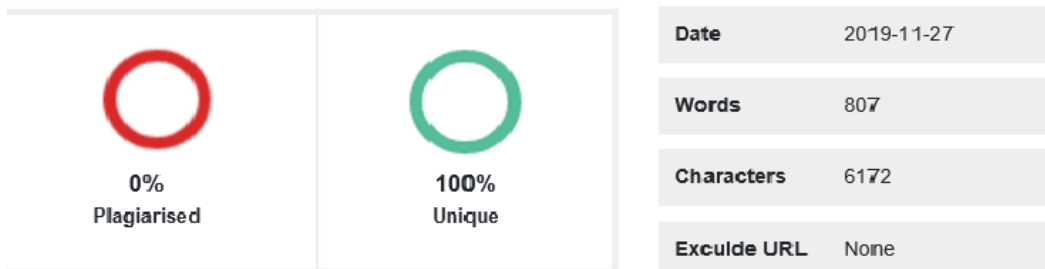 0%
Plagiarised
100%
Unique
Date 2019-11-27
Words 807
Characters 6172
Exculde URL None